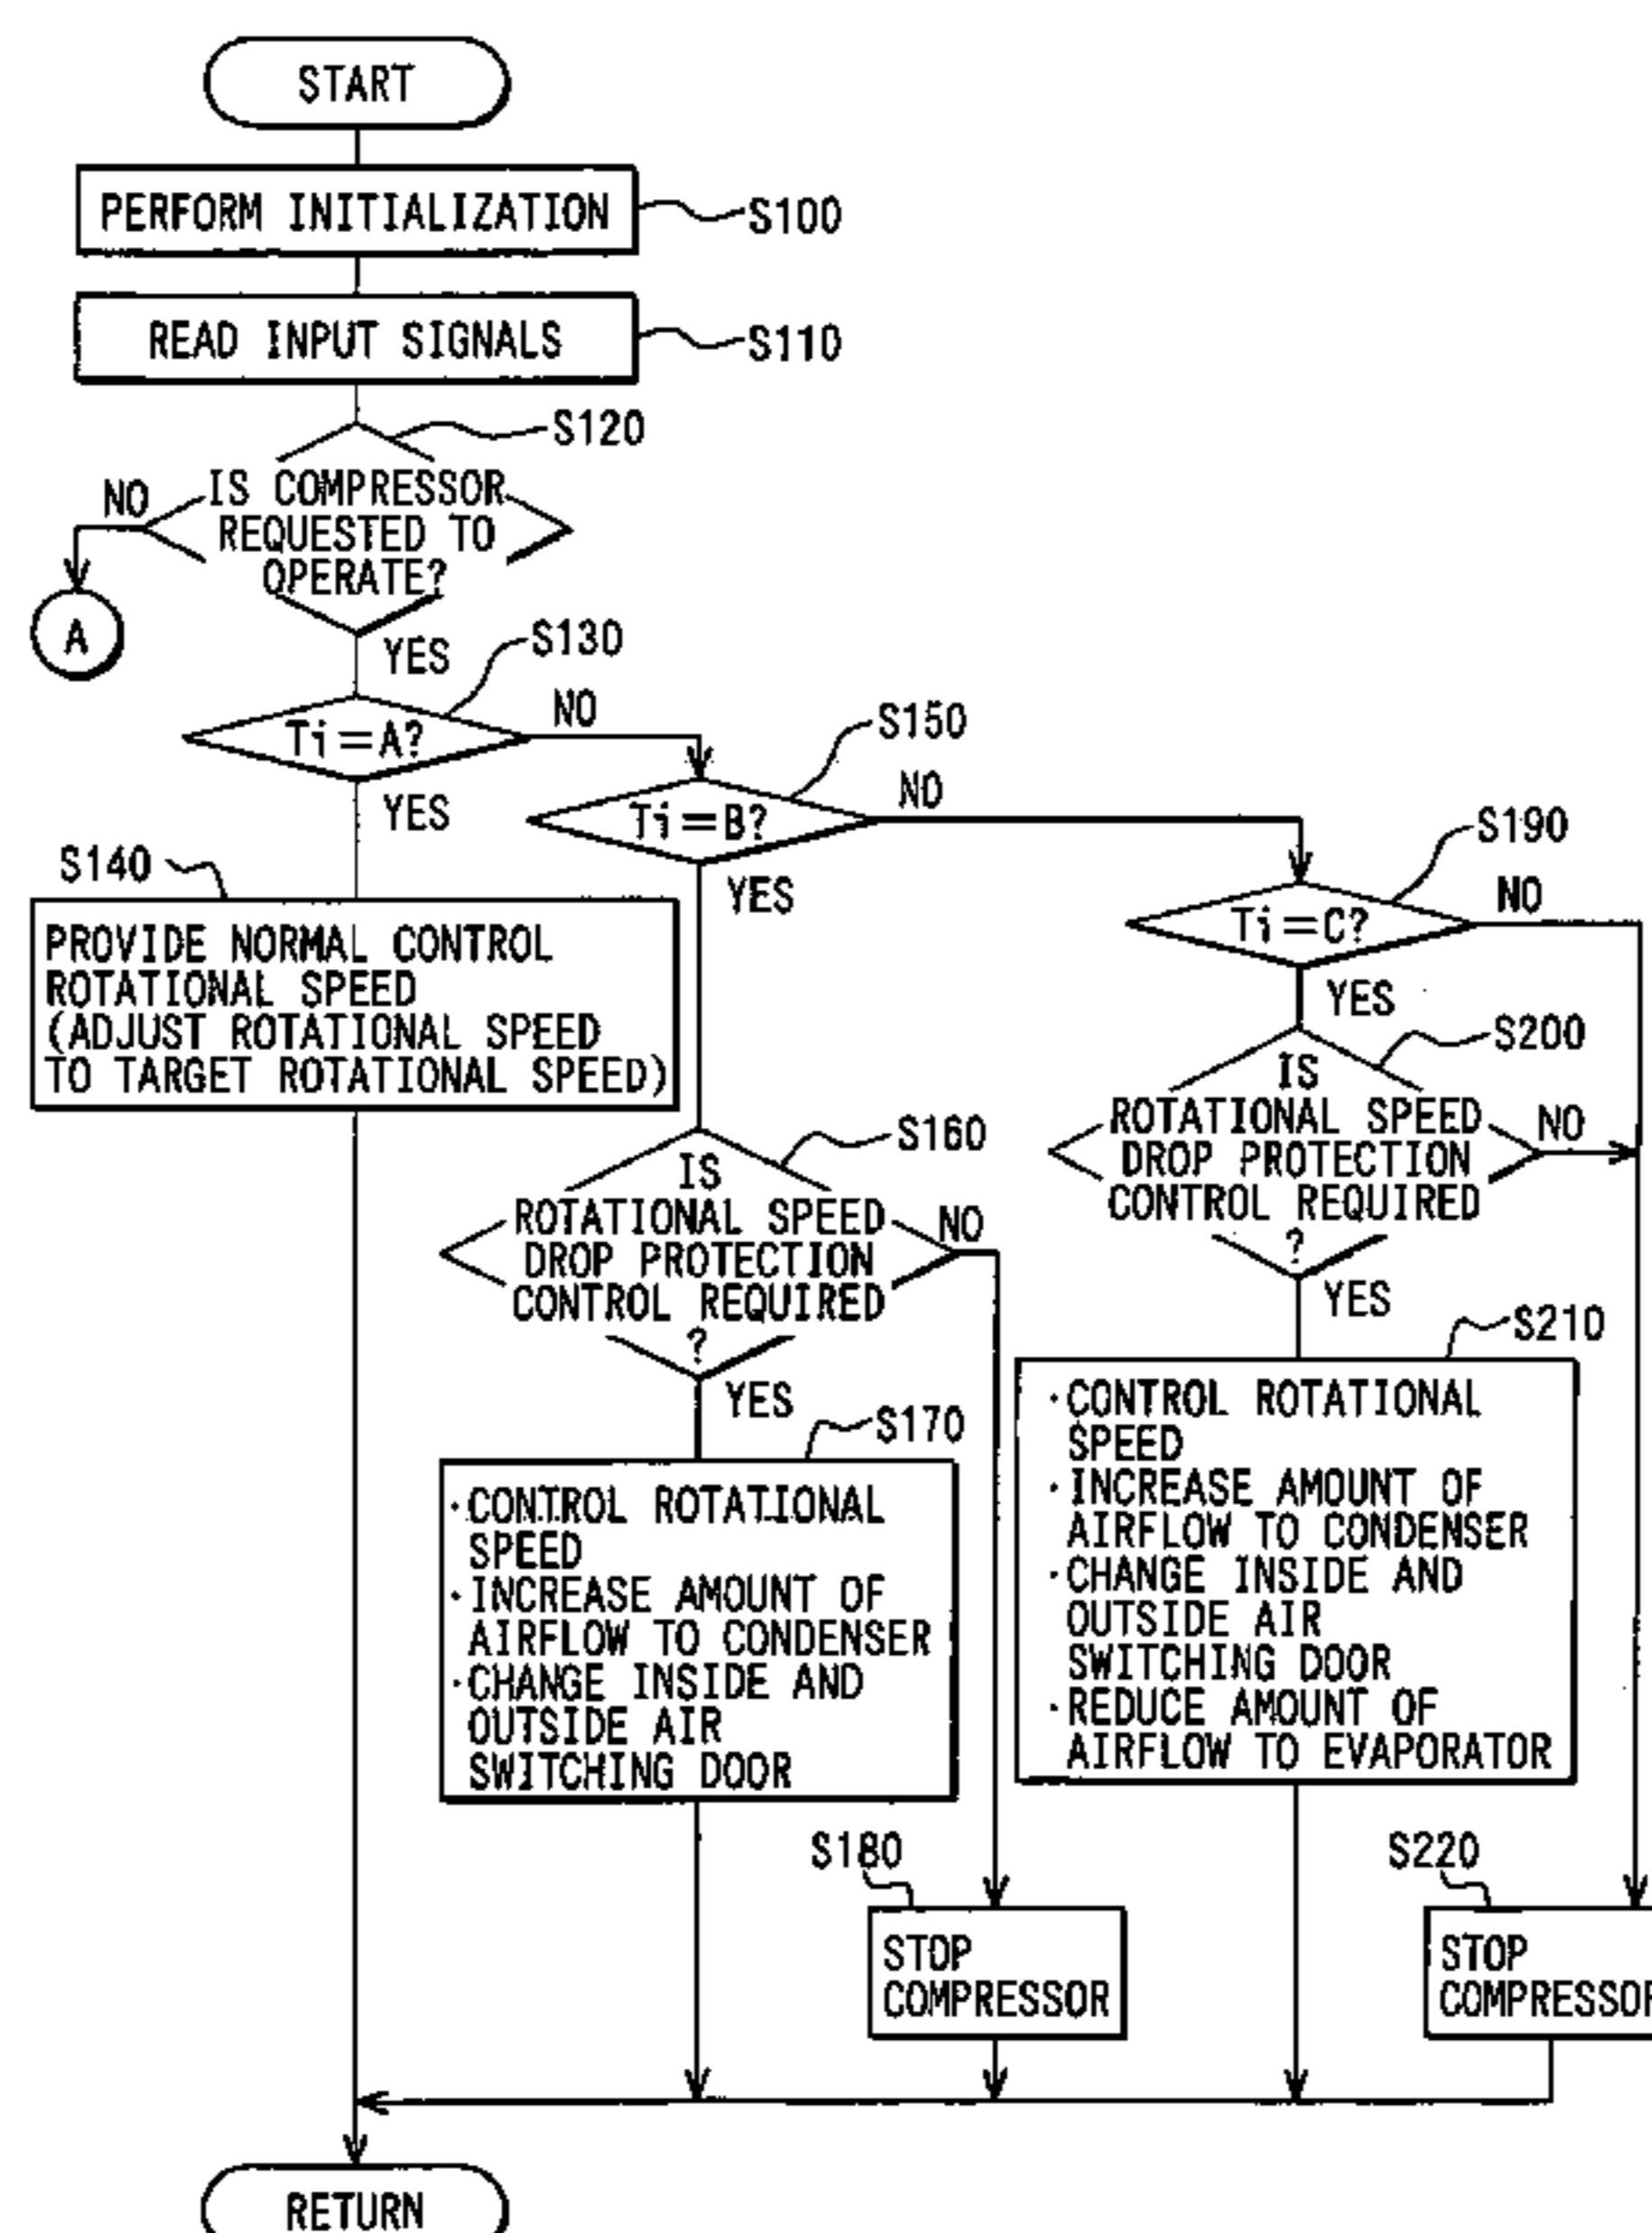 START
PERFORM INITIALIZATION
S100
READ INPUT SIGNALS
S110
S120
IS COMPRESSOR
REQUESTED TO
OPERATE?
NO
A
YES
S130
Ti=A?
NO
YES
S150
Ti=B?
NO
YES
S190
Ti=C?
NO
YES
S140
PROVIDE NORMAL CONTROL
ROTATIONAL SPEED
(ADJUST ROTATIONAL SPEED
TO TARGET ROTATIONAL SPEED)
S160
IS
ROTATIONAL SPEED
DROP PROTECTION
CONTROL REQUIRED
?
NO
YES
S200
IS
ROTATIONAL SPEED
DROP PROTECTION
CONTROL REQUIRED
?
NO
YES
S170
·CONTROL ROTATIONAL
SPEED
·INCREASE AMOUNT OF
AIRFLOW TO CONDENSER
·CHANGE INSIDE AND
OUTSIDE AIR
SWITCHING DOOR
S210
·CONTROL ROTATIONAL
SPEED
·INCREASE AMOUNT OF
AIRFLOW TO CONDENSER
·CHANGE INSIDE AND
OUTSIDE AIR
SWITCHING DOOR
·REDUCE AMOUNT OF
AIRFLOW TO EVAPORATOR
S180
STOP
COMPRESSOR
S220
STOP
COMPRESSOR
RETURN